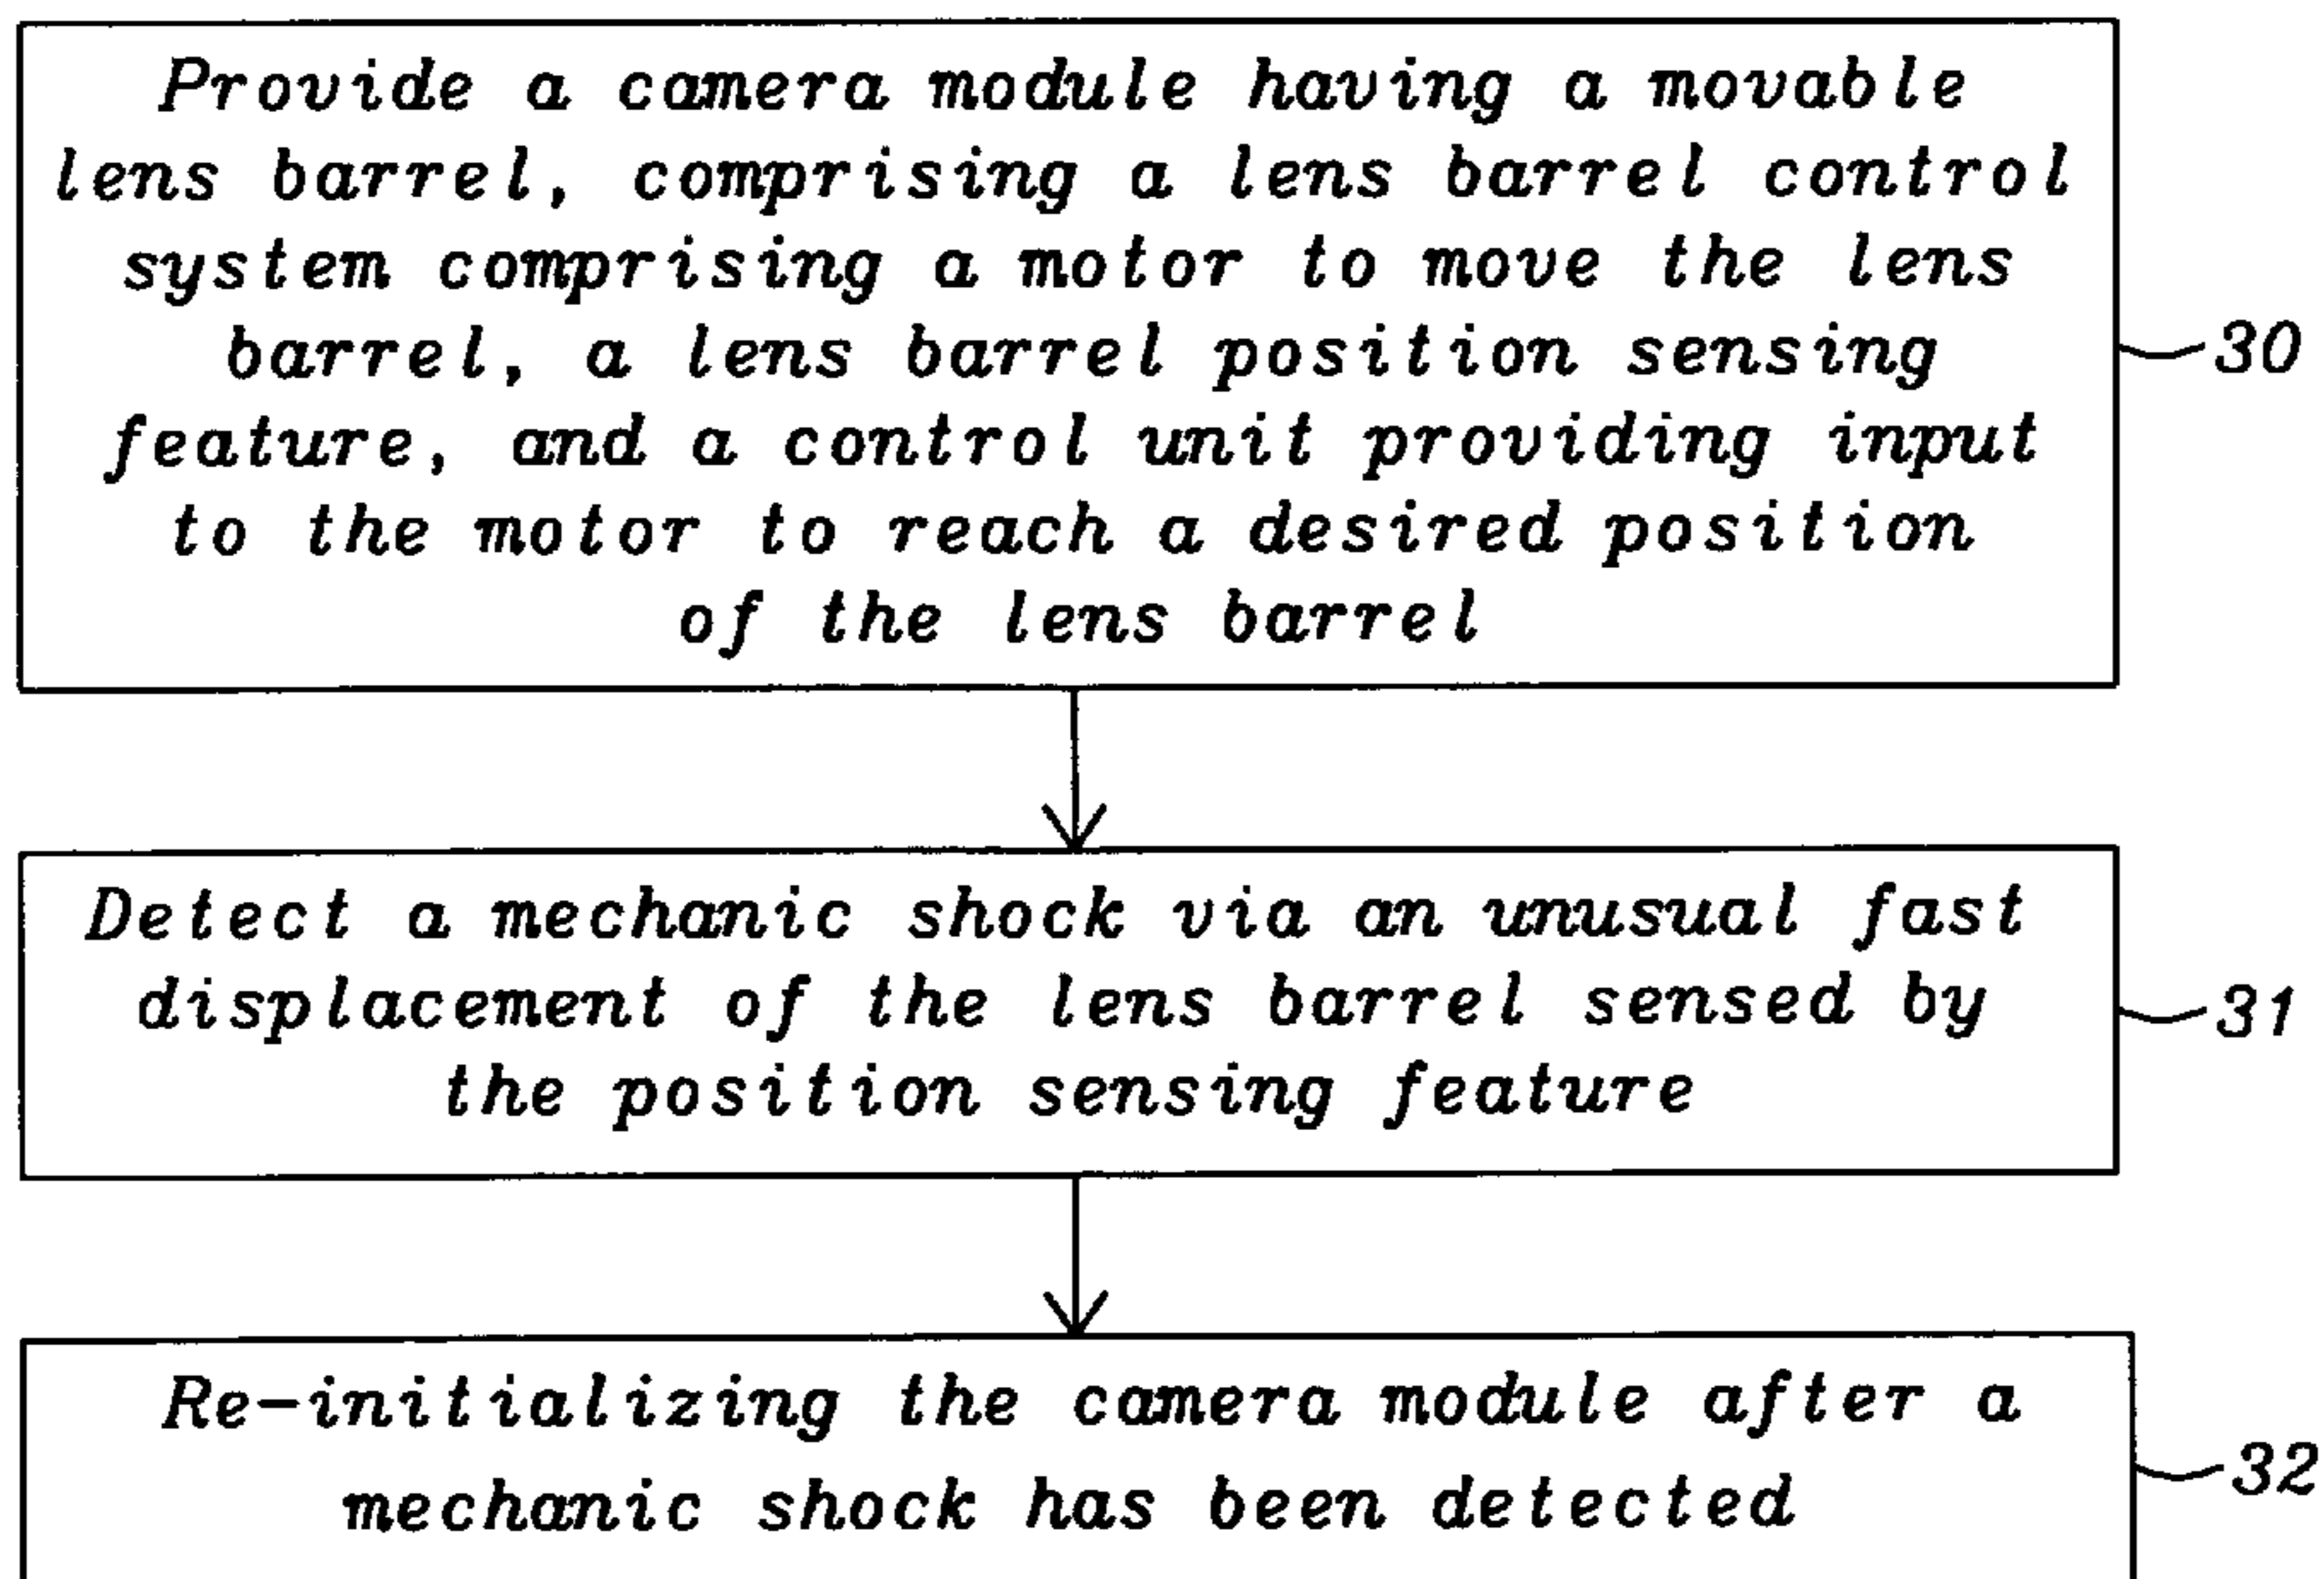 Provide a camera module having a movable
lens barrel, comprising a lens barrel control
system comprising a motor to move the lens
barrel, a lens barrel position sensing
feature, and a control unit providing input
to the motor to reach a desired position
of the lens barrel
30
Detect a mechanic shock via an unusual fast
displacement of the lens barrel sensed by
the position sensing feature
31
Re-initializing the camera module after a
mechanic shock has been detected
32